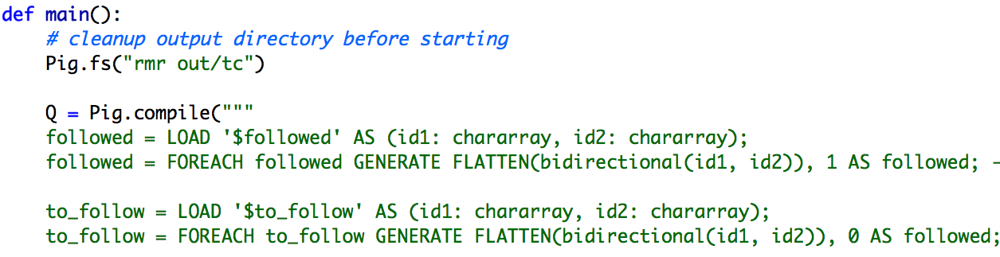 def main():
    # cleanup output directory before starting
    Pig.fs("rmr out/tc")

    Q = Pig.compile("""
    followed = LOAD '$followed' AS (id1: chararray, id2: chararray);
    followed = FOREACH followed GENERATE FLATTEN(bidirectional(id1, id2)), 1 AS followed; -

    to_follow = LOAD '$to_follow' AS (id1: chararray, id2: chararray);
    to_follow = FOREACH to_follow GENERATE FLATTEN(bidirectional(id1, id2)), 0 AS followed;